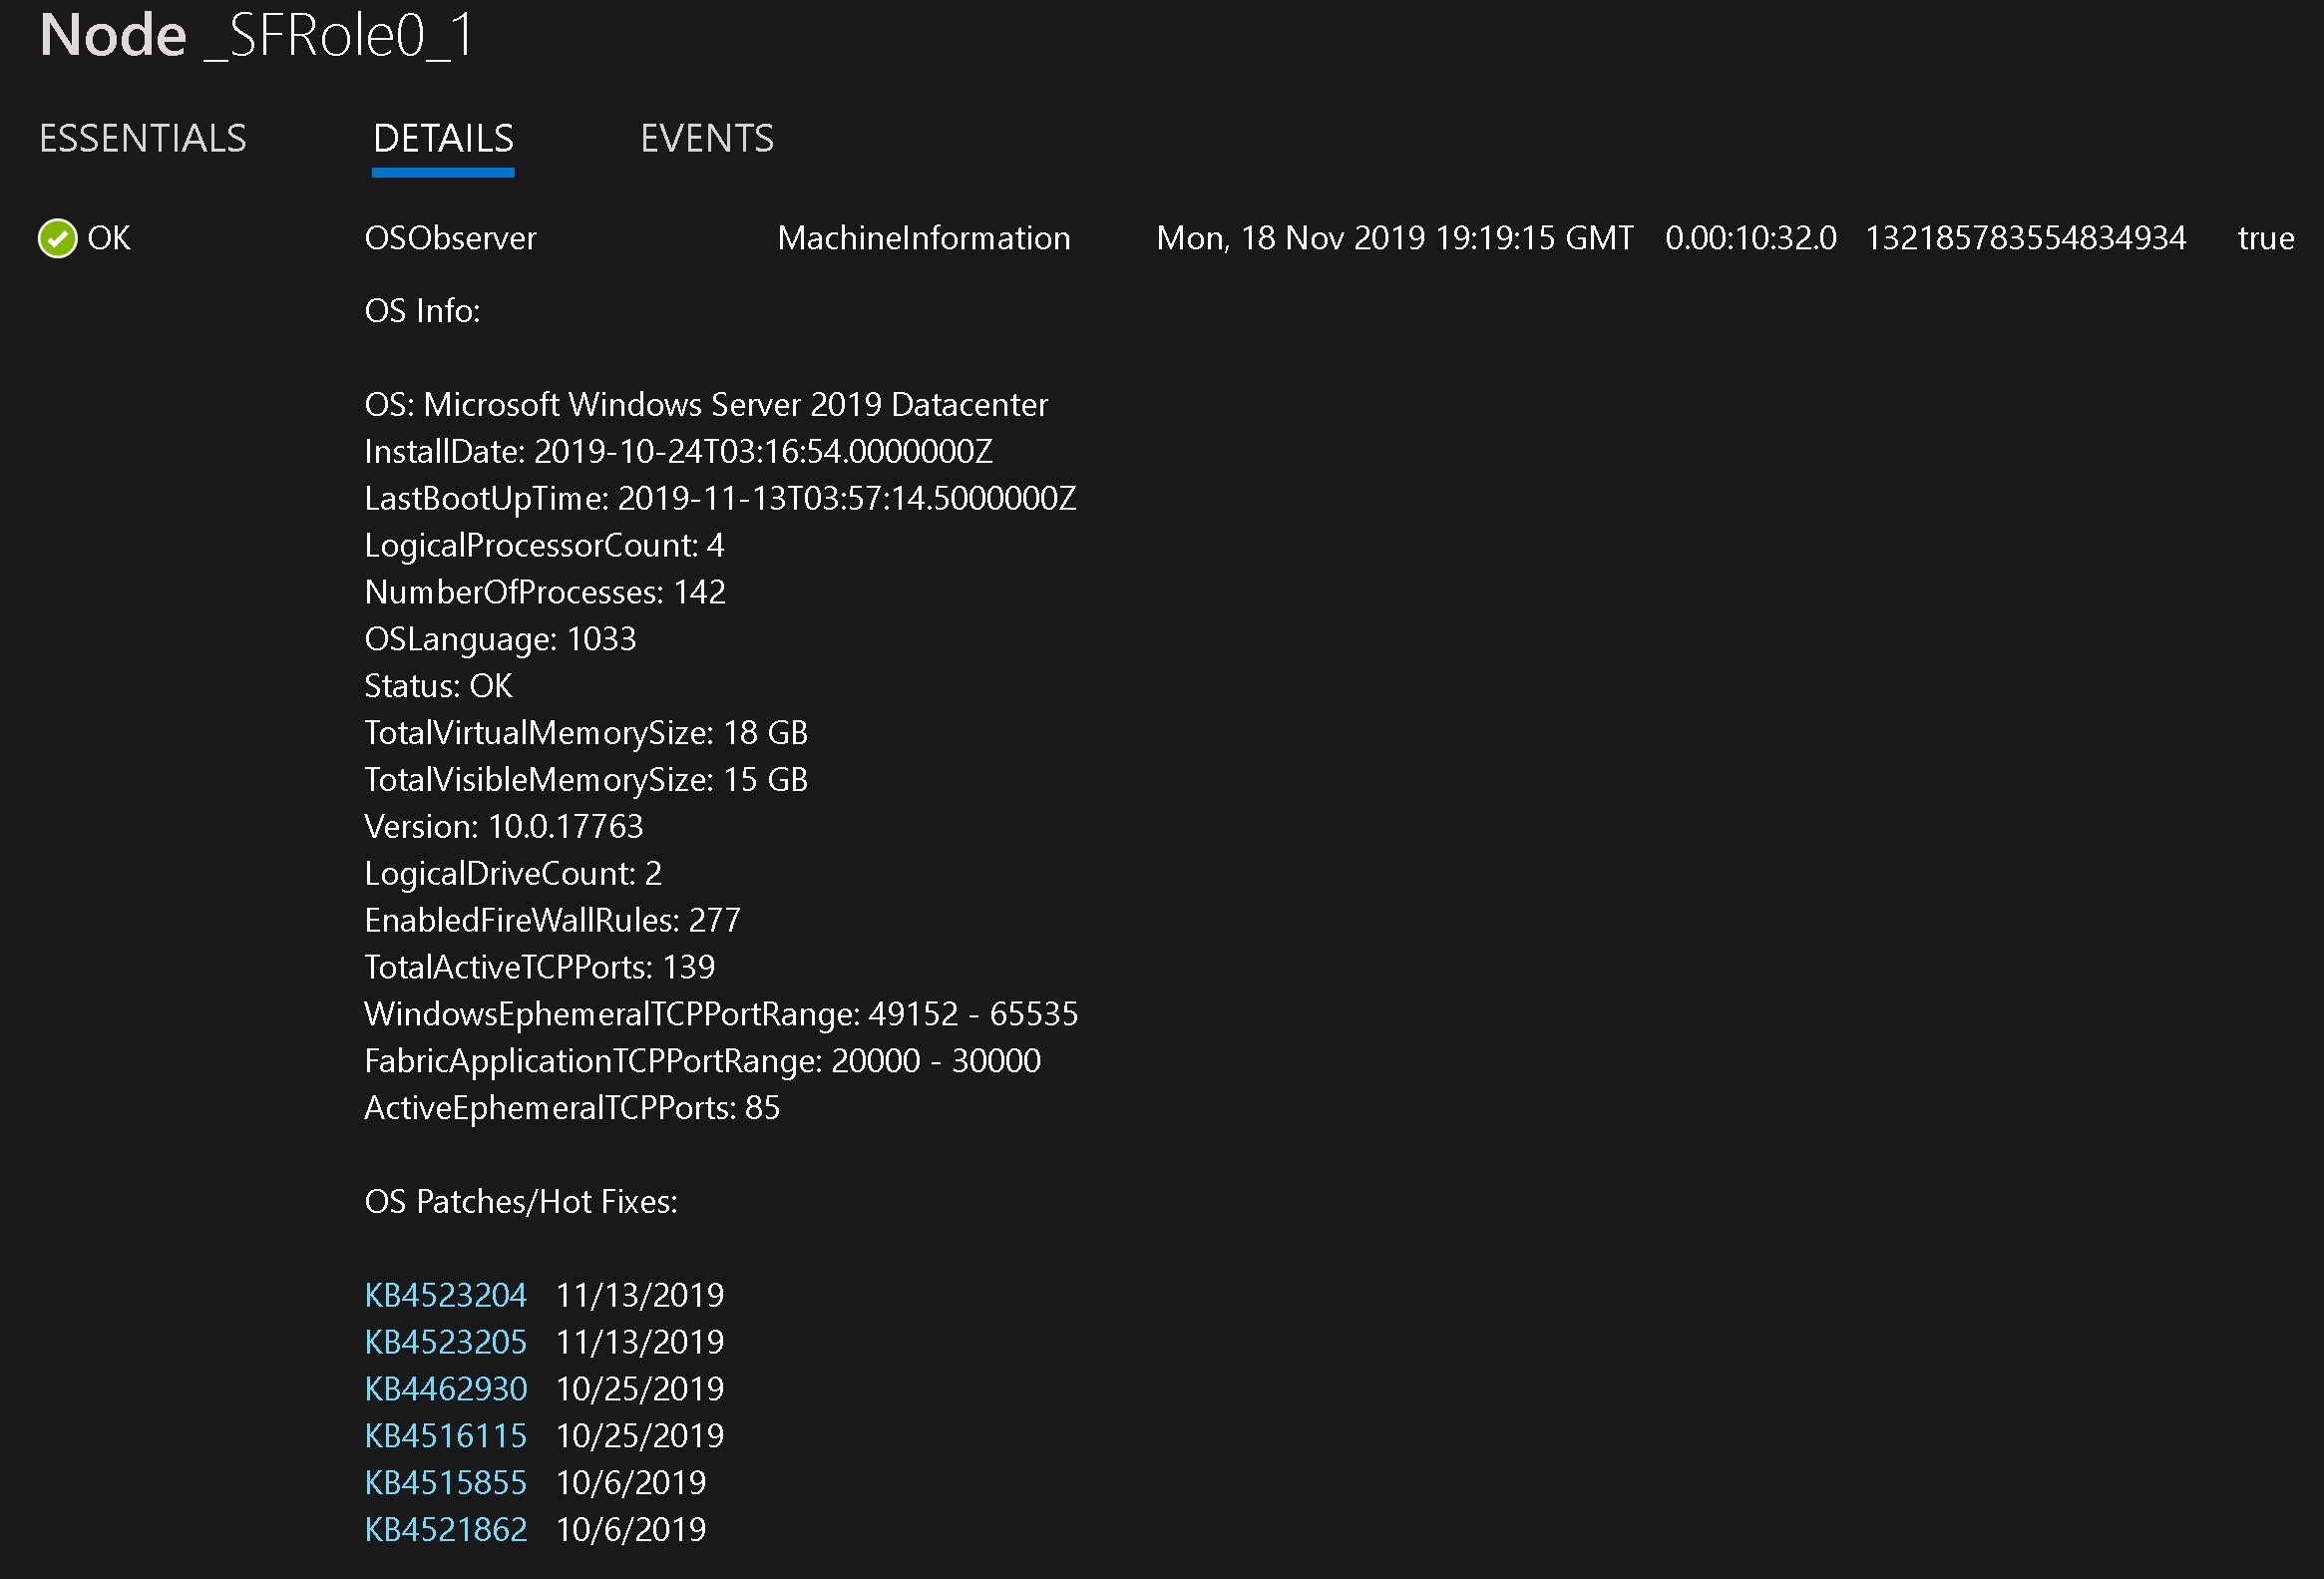 Node _SFRole0_1
ESSENTIALS DETAILS EVENTS
OK OSObserver MachineInformation Mon, 18 Nov 2019 19:19:15 GMT 0.00:10:32.0 132185783554834934 true
OS Info:
OS: Microsoft Windows Server 2019 Datacenter
InstallDate: 2019-10-24T03:16:54.0000000Z
LastBootUpTime: 2019-11-13T03:57:14.5000000Z
LogicalProcessorCount: 4
NumberOfProcesses: 142
OSLanguage: 1033
Status: OK
TotalVirtualMemorySize: 18 GB
TotalVisibleMemorySize: 15 GB
Version: 10.0.17763
LogicalDriveCount: 2
EnabledFireWallRules: 277
TotalActiveTCPPorts: 139
WindowsEphemeralTCPPortRange: 49152 - 65535
FabricApplicationTCPPortRange: 20000 - 30000
ActiveEphemeralTCPPorts: 85
OS Patches/Hot Fixes:
KB4523204 11/13/2019
KB4523205 11/13/2019
KB4462930 10/25/2019
KB4516115 10/25/2019
KB4515855 10/6/2019
KB4521862 10/6/2019